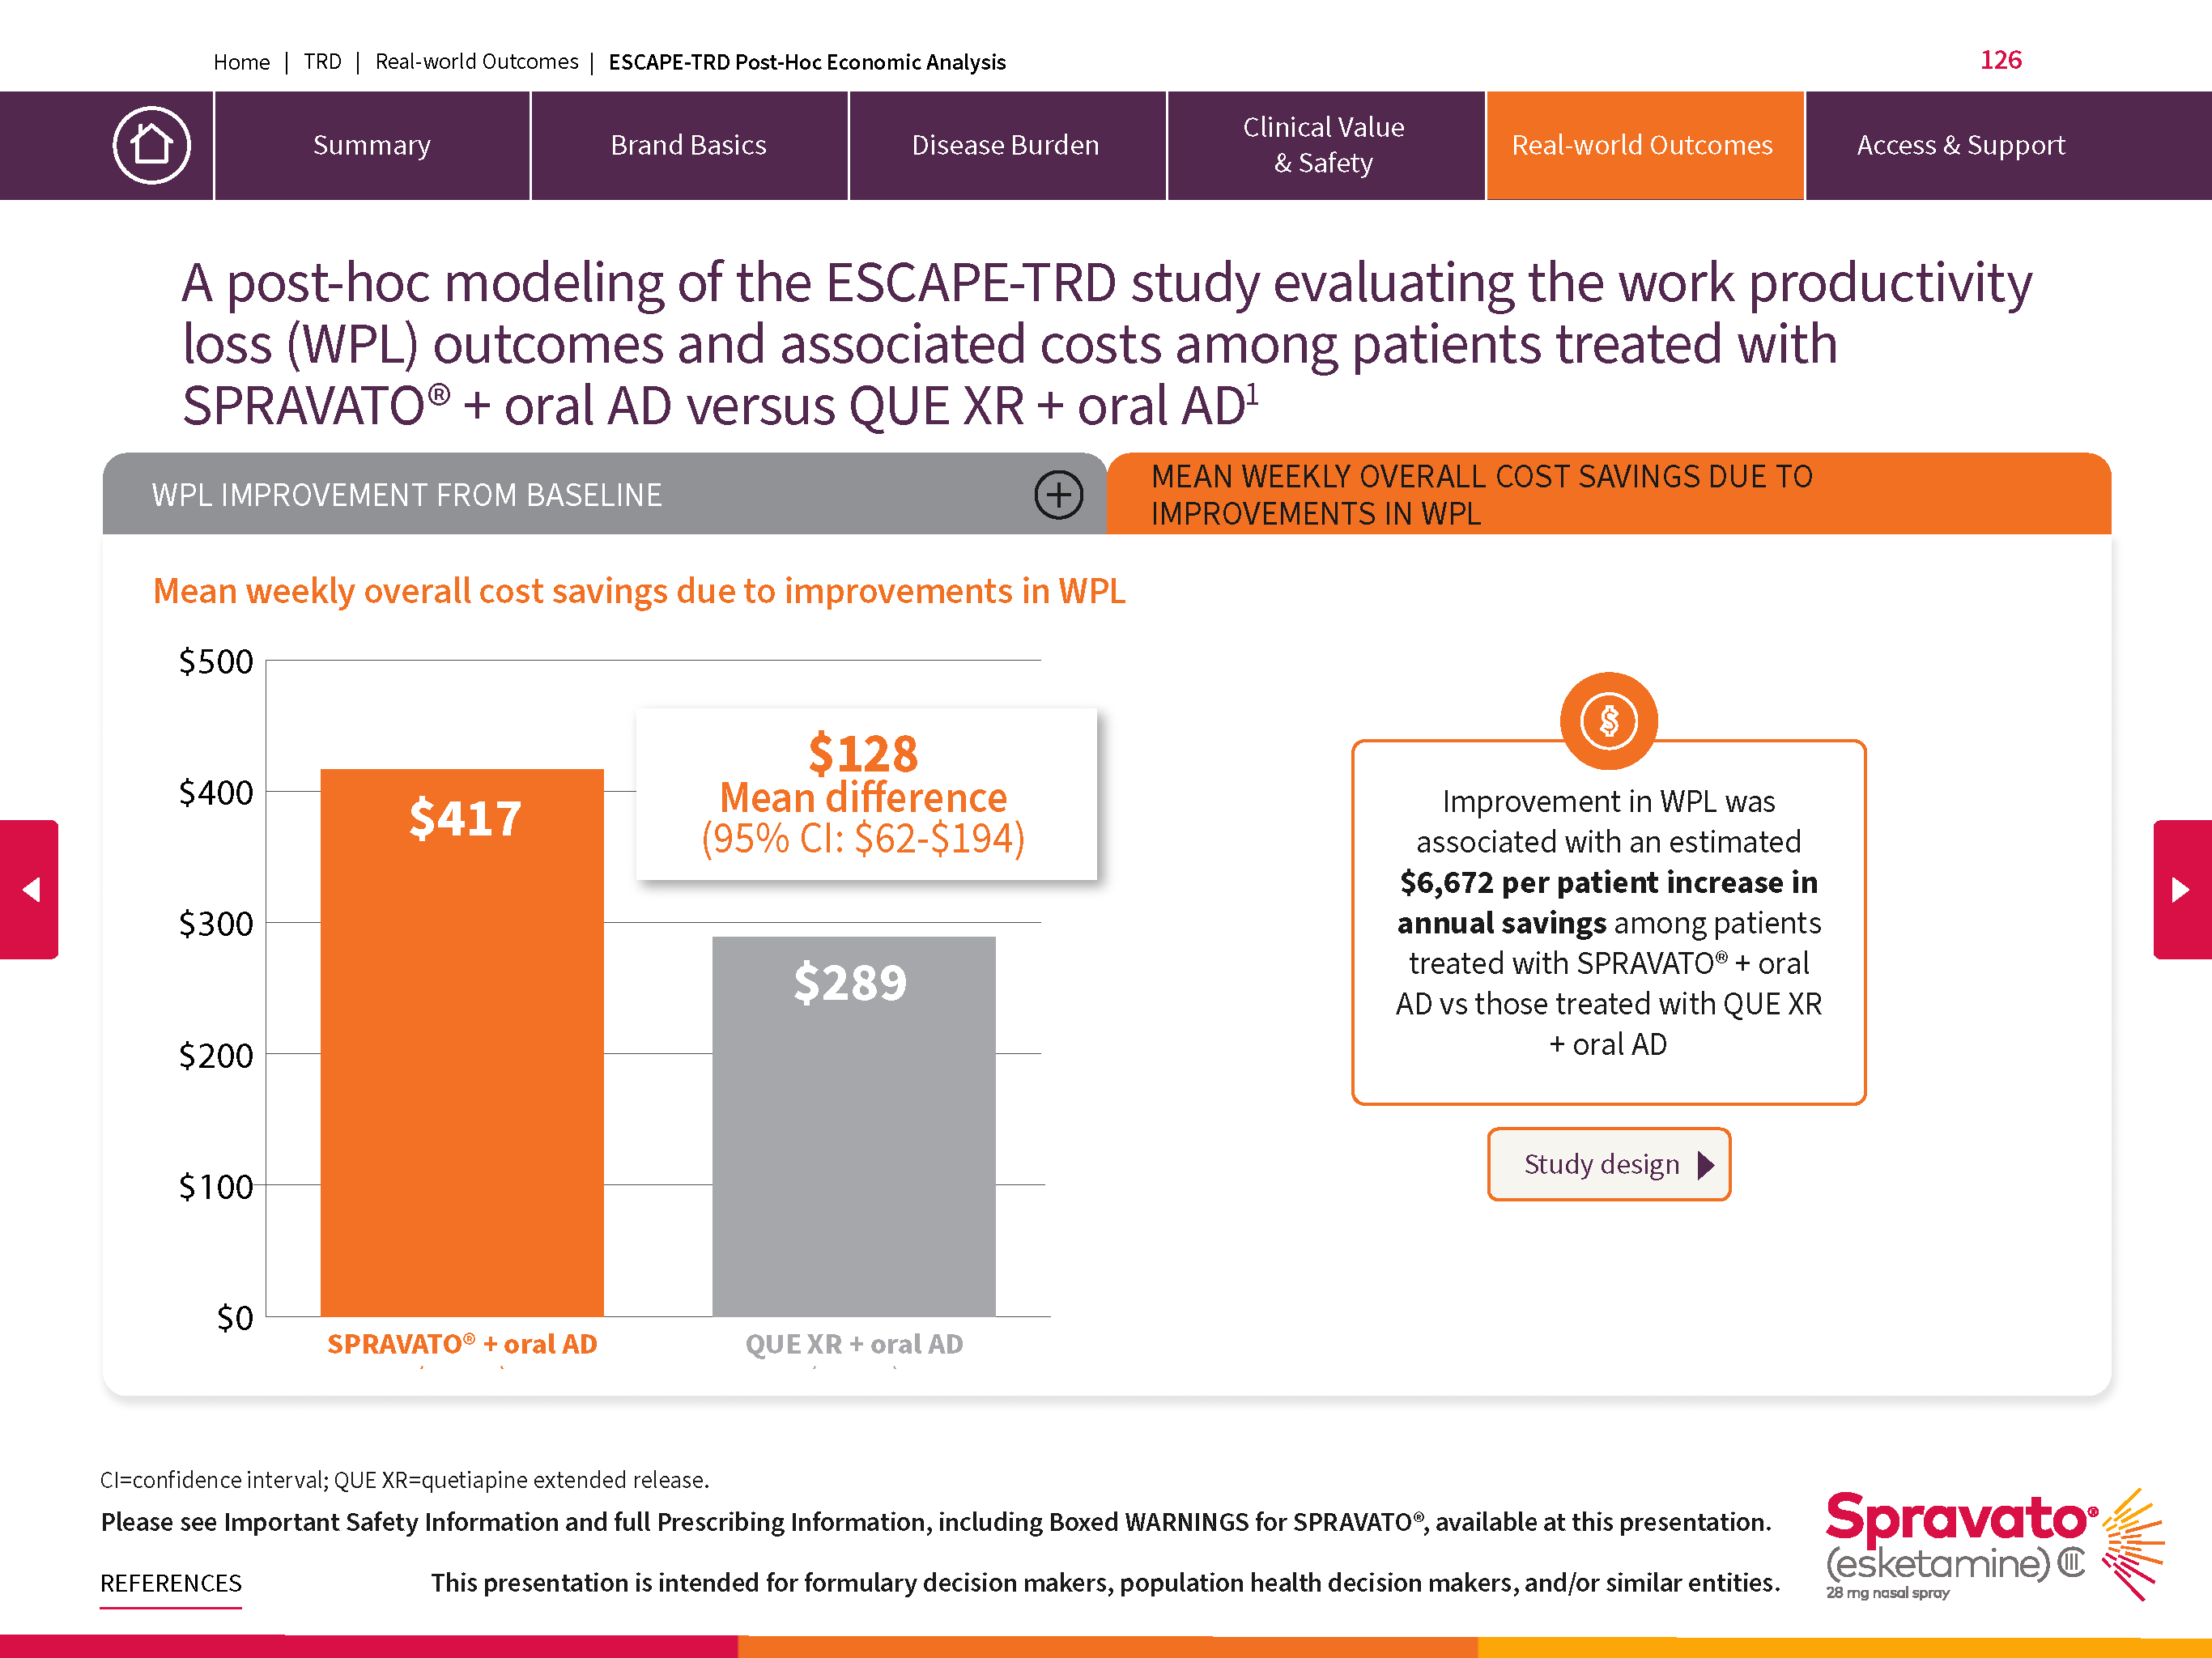 Home | TRD | Real-world Outcomes | ESCAPE-TRD Post-Hoc Economic Analysis
126
Summary
Brand Basics
Disease Burden
Clinical Value
& Safety
Real-world Outcomes
Access & Support
A post-hoc modeling of the ESCAPE-TRD study evaluating the work productivity
loss (WPL) outcomes and associated costs among patients treated with
SPRAVATO® + oral AD versus QUE XR + oral AD¹
WPL IMPROVEMENT FROM BASELINE
MEAN WEEKLY OVERALL COST SAVINGS DUE TO
IMPROVEMENTS IN WPL
Mean weekly overall cost savings due to improvements in WPL
$500
$400
$300
$200
$100
$0
$417
$128
Mean difference
(95% CI: $62-$194)
$289
SPRAVATO® + oral AD
QUE XR + oral AD
$
Improvement in WPL was
associated with an estimated
$6,672 per patient increase in
annual savings among patients
treated with SPRAVATO® + oral
AD vs those treated with QUE XR
+ oral AD
Study design
CI=confidence interval; QUE XR=quetiapine extended release.
Please see Important Safety Information and full Prescribing Information, including Boxed WARNINGS for SPRAVATO®, available at this presentation.
REFERENCES
This presentation is intended for formulary decision makers, population health decision makers, and/or similar entities.
Spravato®
(esketamine) CIII
28 mg nasal spray